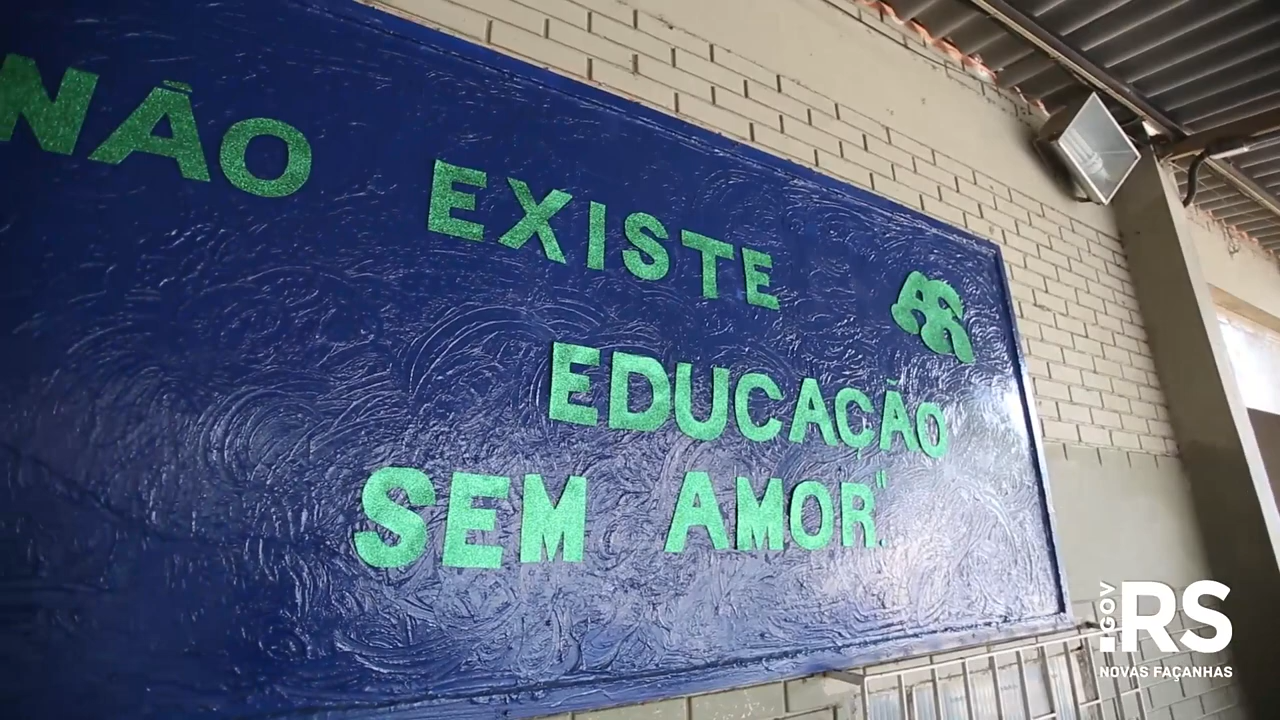 NÃO EXISTE
EDUCAÇÃO
SEM AMOR."
.GOV
RS
NOVAS FAÇANHAS